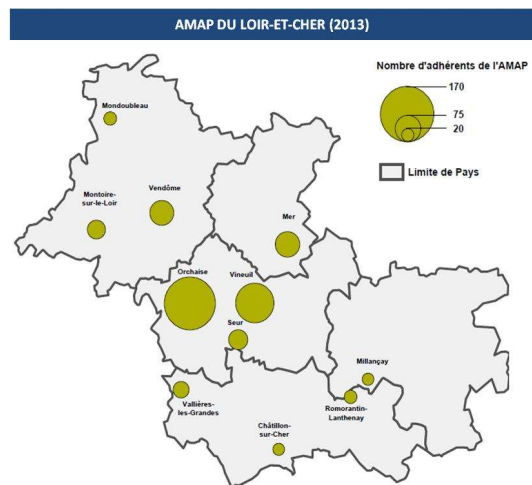 AMAP DU LOIR-ET-CHER (2013)
Nombre d'adhérents de l'AMAP
170
75
20
Limite de Pays
Mondoubleau
Montoire-
sur-le-Loir
Vendôme
Mer
Orchaise
Vineuil
Seur
Millançay
Vallières-
les-Grandes
Romorantin-
Lanthenay
Châtillon-
sur-Cher